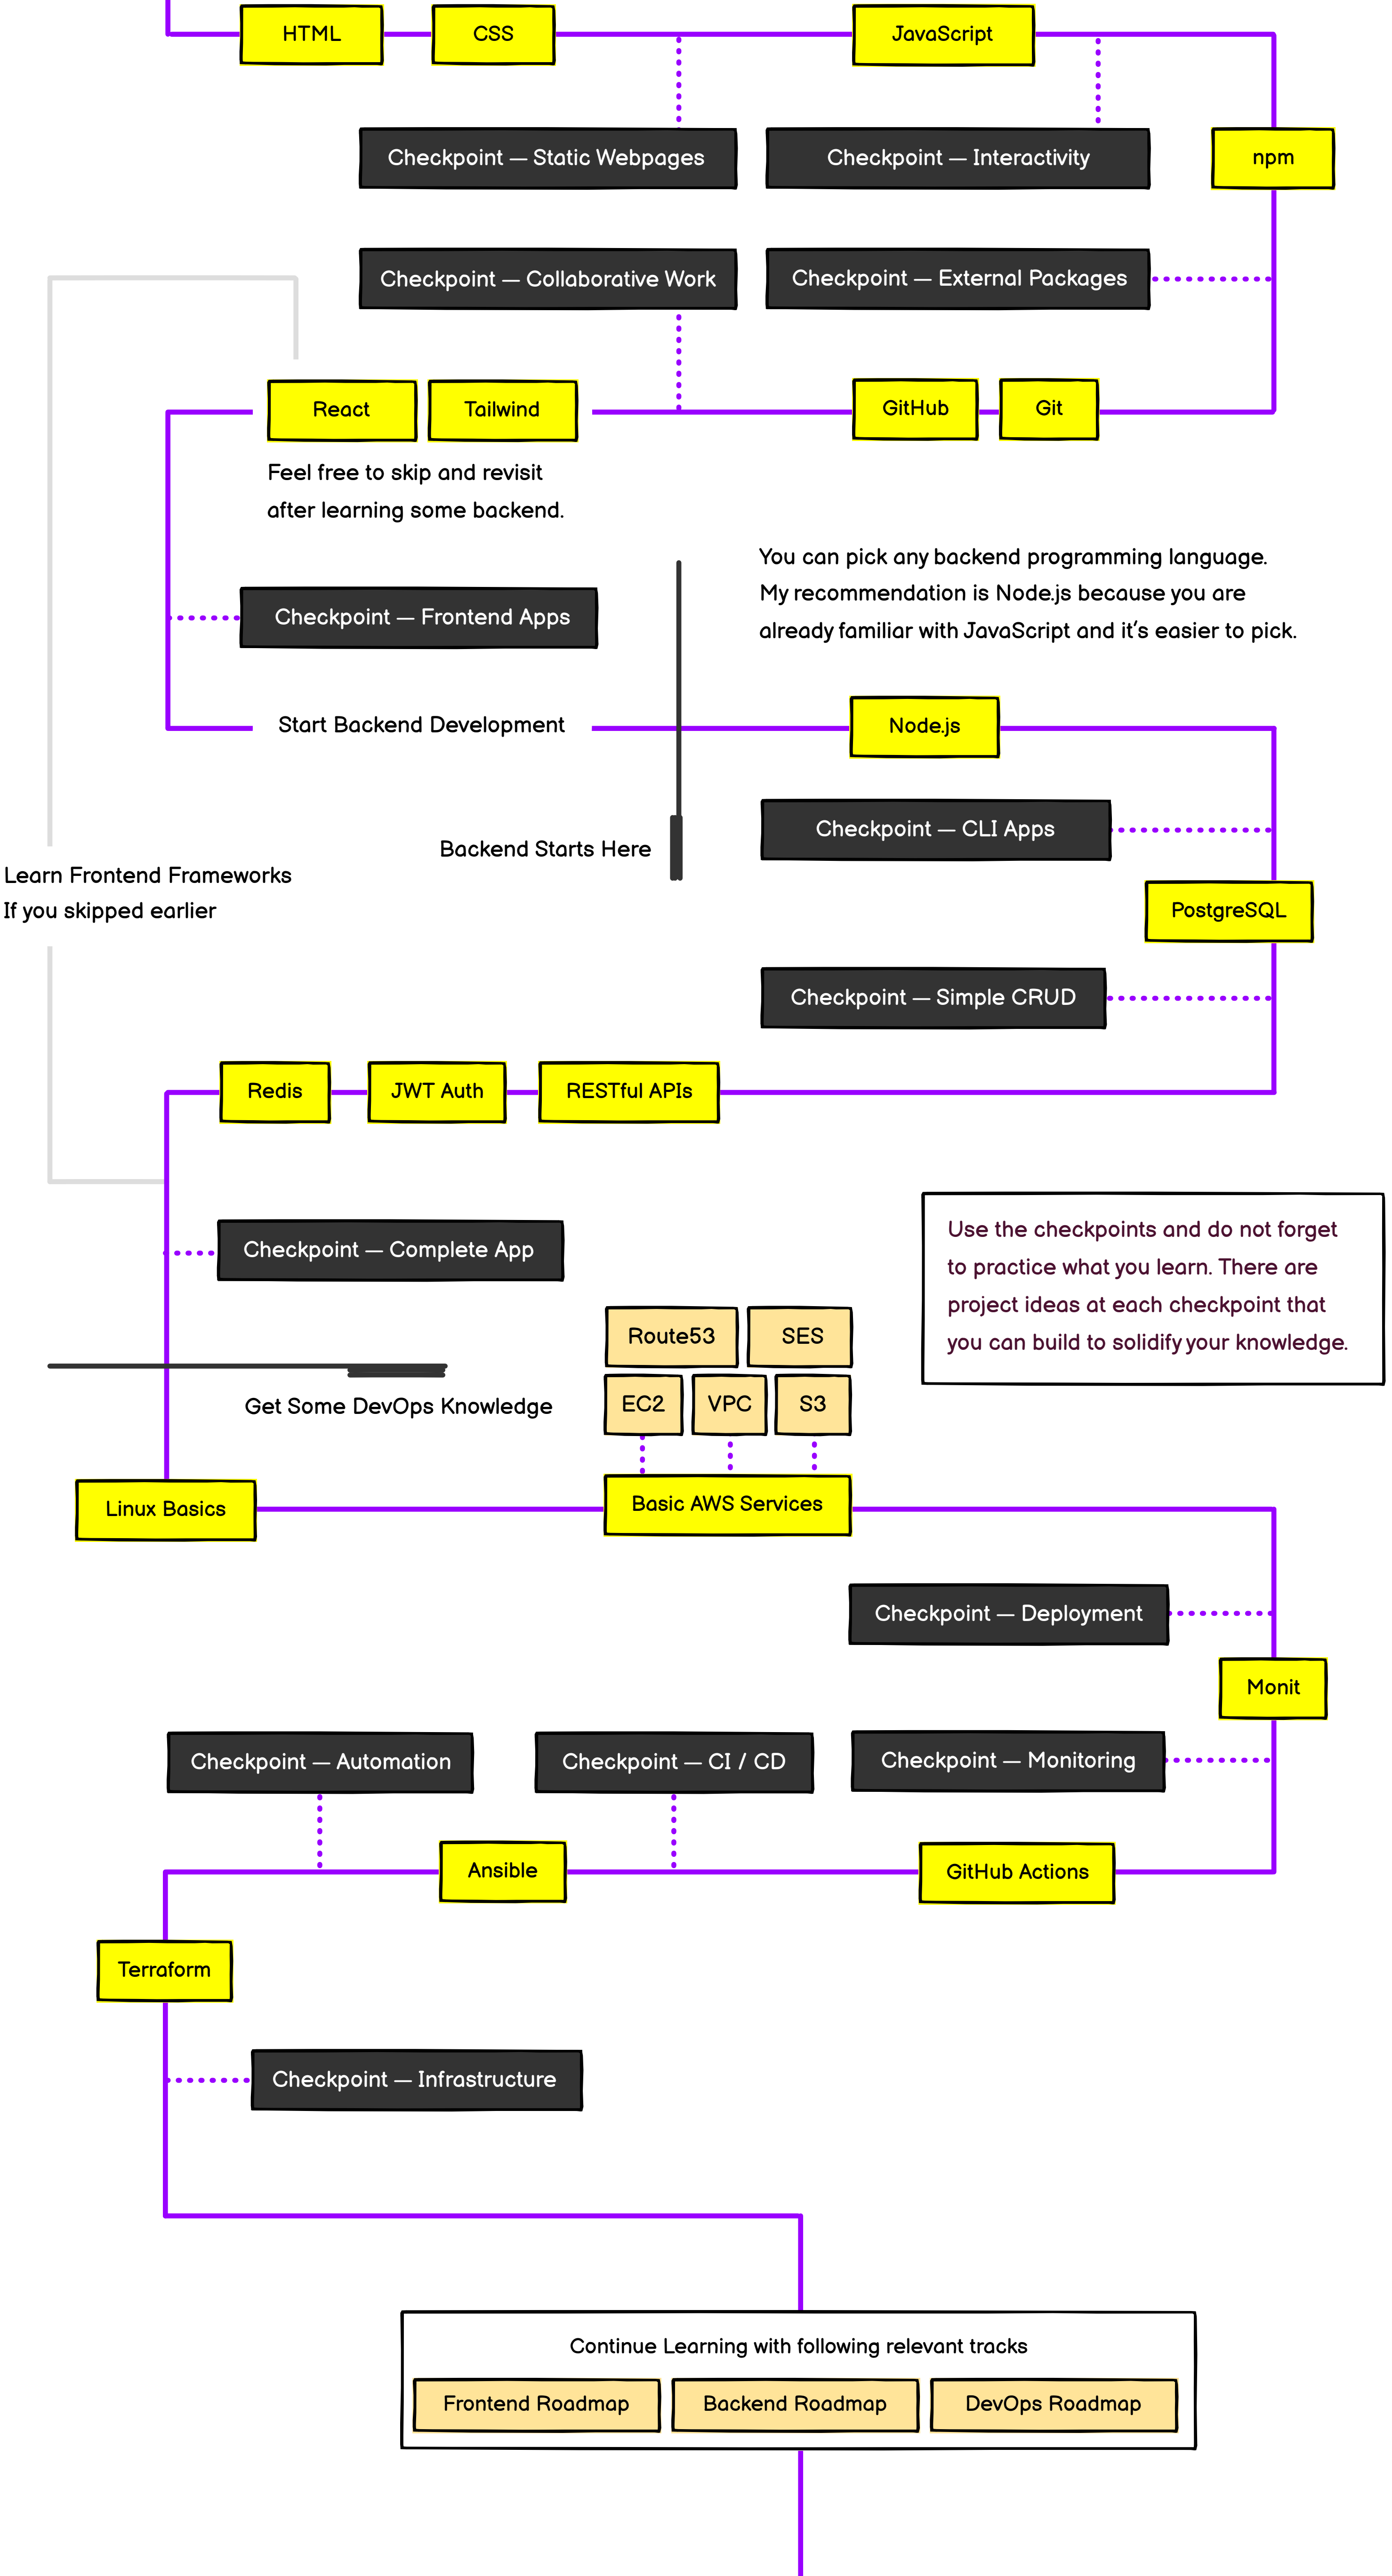 HTML
CSS
JavaScript
Checkpoint — Static Webpages
Checkpoint — Interactivity
npm
Checkpoint — Collaborative Work
Checkpoint — External Packages
React
Tailwind
GitHub
Git
Feel free to skip and revisit
after learning some backend.
You can pick any backend programming language.
My recommendation is Node.js because you are
already familiar with JavaScript and it's easier to pick.
Checkpoint — Frontend Apps
Start Backend Development
Node.js
Checkpoint — CLI Apps
Backend Starts Here
Learn Frontend Frameworks
If you skipped earlier
PostgreSQL
Checkpoint — Simple CRUD
Redis
JWT Auth
RESTful APIs
Use the checkpoints and do not forget
to practice what you learn. There are
project ideas at each checkpoint that
you can build to solidify your knowledge.
Checkpoint — Complete App
Route53
SES
EC2
VPC
S3
Get Some DevOps Knowledge
Linux Basics
Basic AWS Services
Checkpoint — Deployment
Monit
Checkpoint — Automation
Checkpoint — CI / CD
Checkpoint — Monitoring
Ansible
GitHub Actions
Terraform
Checkpoint — Infrastructure
Continue Learning with following relevant tracks
Frontend Roadmap
Backend Roadmap
DevOps Roadmap